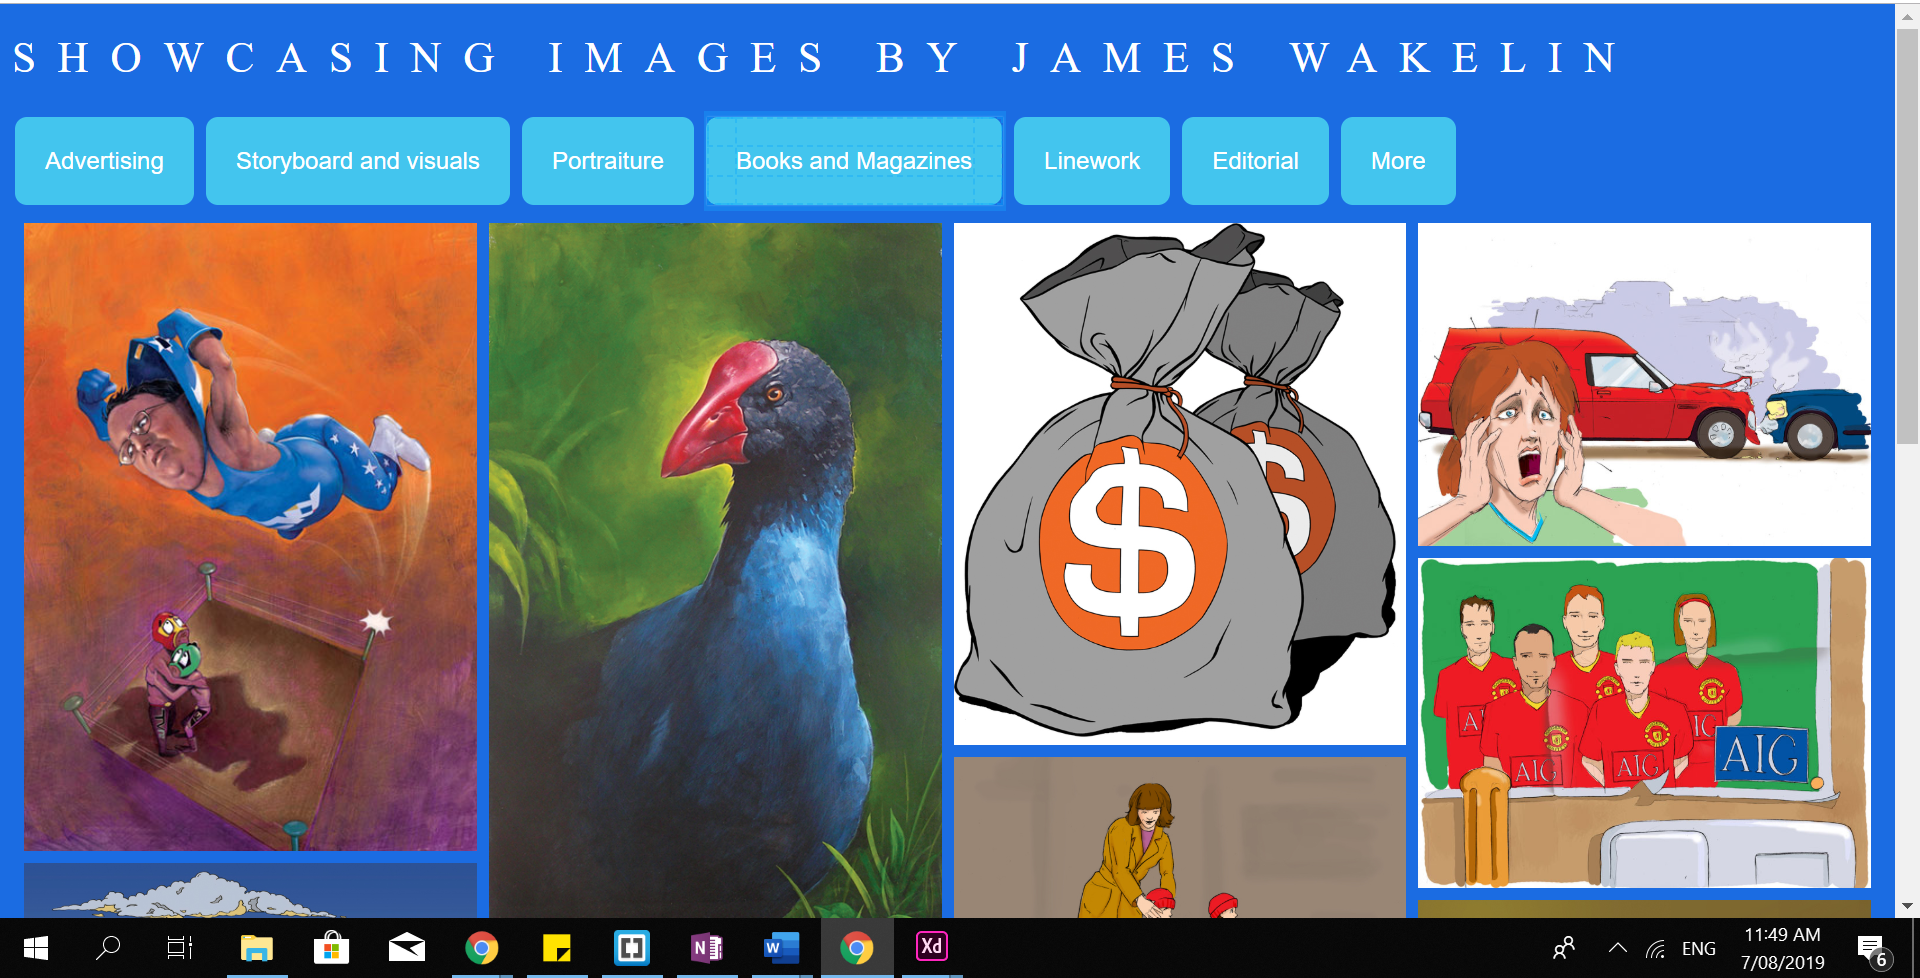 SHOWCASING IMAGES BY JAMES WAKELIN
Advertising
Storyboard and visuals
Portraiture
Books and Magazines
Linework
Editorial
More
$
$
AIG
AIG
AIG
ENG
11:49 AM
7/08/2019
6
N
W
Xd